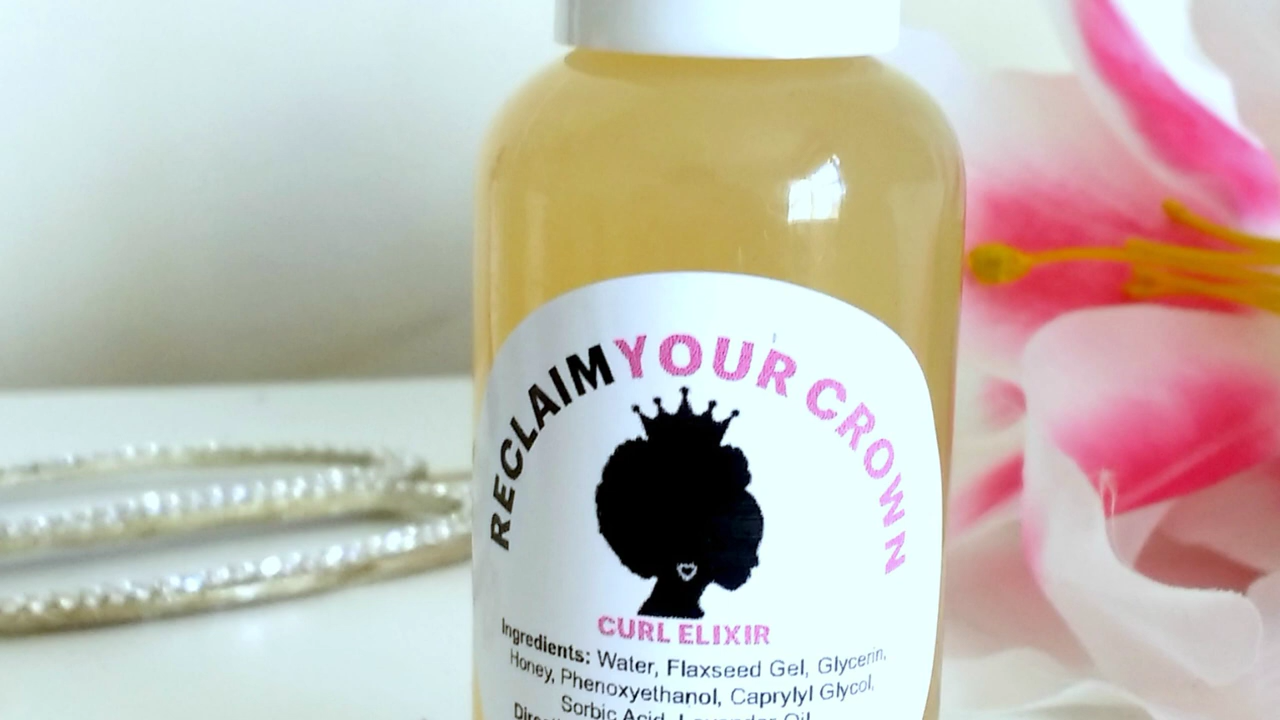 RECLAIM YOUR CROWN
CURL ELIXIR
Ingredients: Water, Flaxseed Gel, Glycerin,
Honey, Phenoxyethanol, Caprylyl Glycol,
Sorbic Acid, Lavender Oil